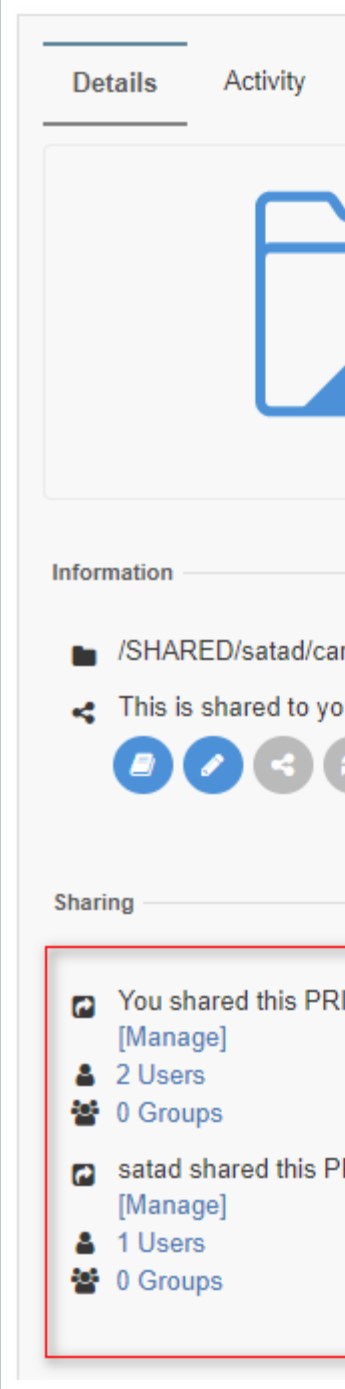 Details Activity
Information
/SHARED/satad/car
This is shared to yo
Sharing
You shared this PRI
[Manage]
2 Users
0 Groups
satad shared this P
[Manage]
1 Users
0 Groups